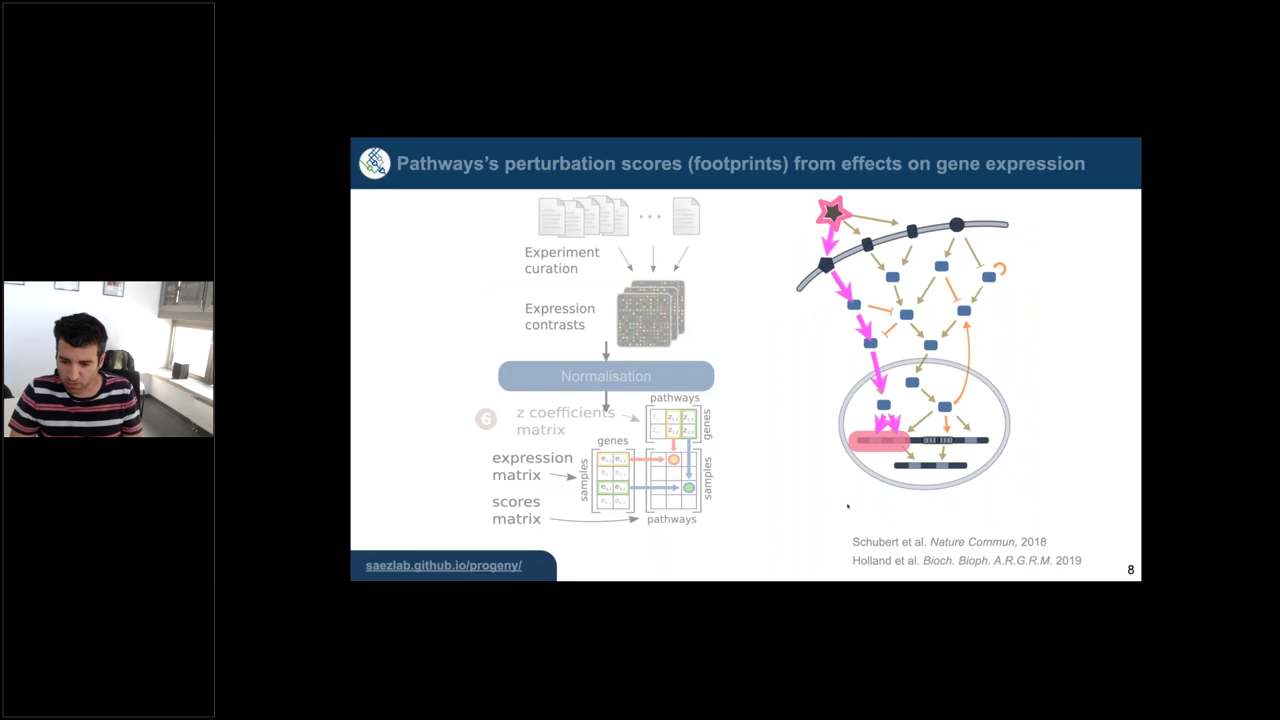 Pathways's perturbation scores (footprints) from effects on gene expression
Experiment
curation
Expression
contrasts
Normalisation
pathways
6
z coefficients
matrix
genes
genes
expression
matrix
samples
samples
scores
matrix
pathways
Schubert et al. Nature Commun, 2018
Holland et al. Bioch. Bioph. A.R.G.R.M. 2019
saezlab.github.io/progeny/
8